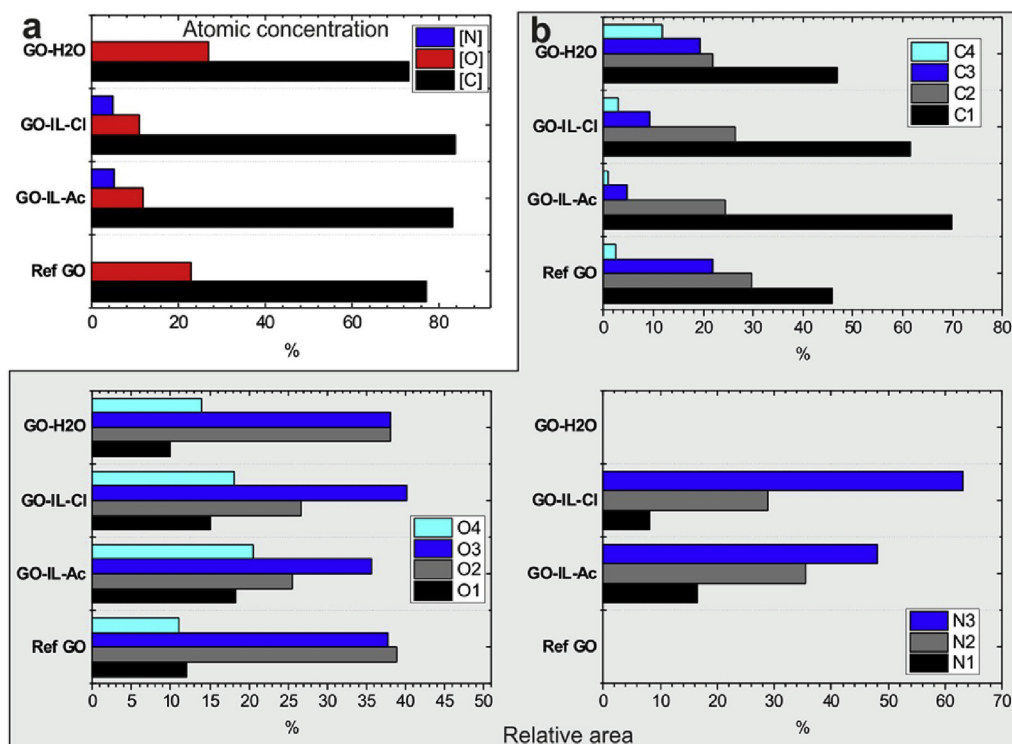 a
Atomic concentration
[N]
[O]
[C]
GO-H2O
GO-IL-Cl
GO-IL-Ac
Ref GO
0 20 40 60 80
%
b
C4
C3
C2
C1
GO-H2O
GO-IL-Cl
GO-IL-Ac
Ref GO
0 10 20 30 40 50 60 70 80
%
GO-H2O
GO-IL-Cl
GO-IL-Ac
Ref GO
O4
O3
O2
O1
0 5 10 15 20 25 30 35 40 45 50
%
GO-H2O
GO-IL-Cl
GO-IL-Ac
Ref GO
N3
N2
N1
0 10 20 30 40 50 60 70
%
Relative area